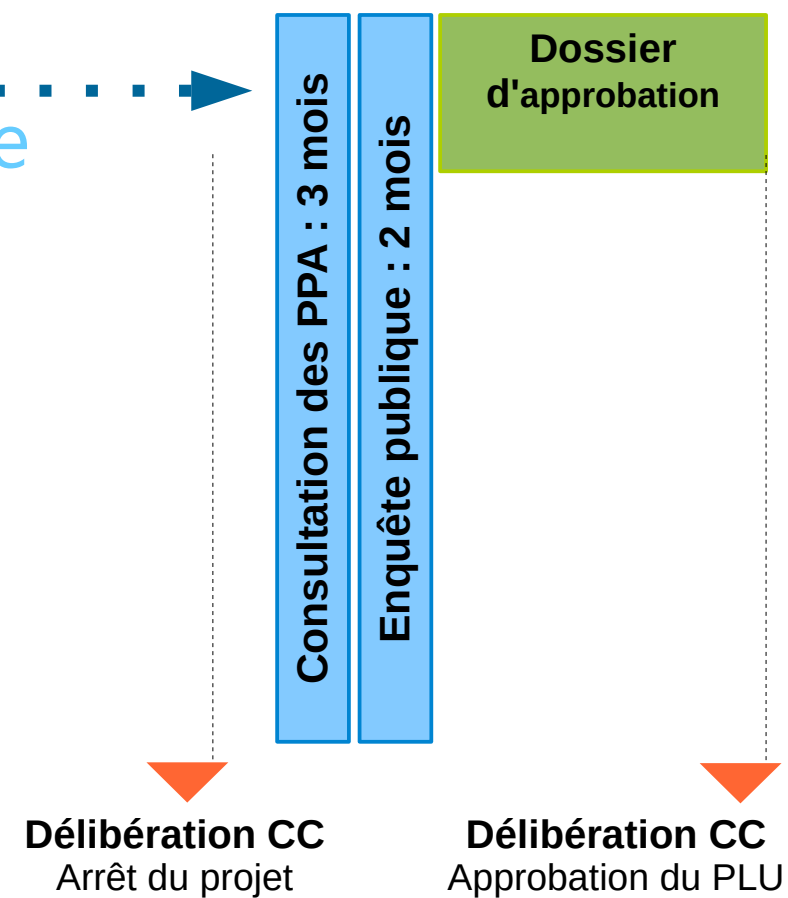 e
Consultation des PPA : 3 mois
Enquête publique : 2 mois
Dossier
d'approbation
Délibération CC
Arrêt du projet
Délibération CC
Approbation du PLU